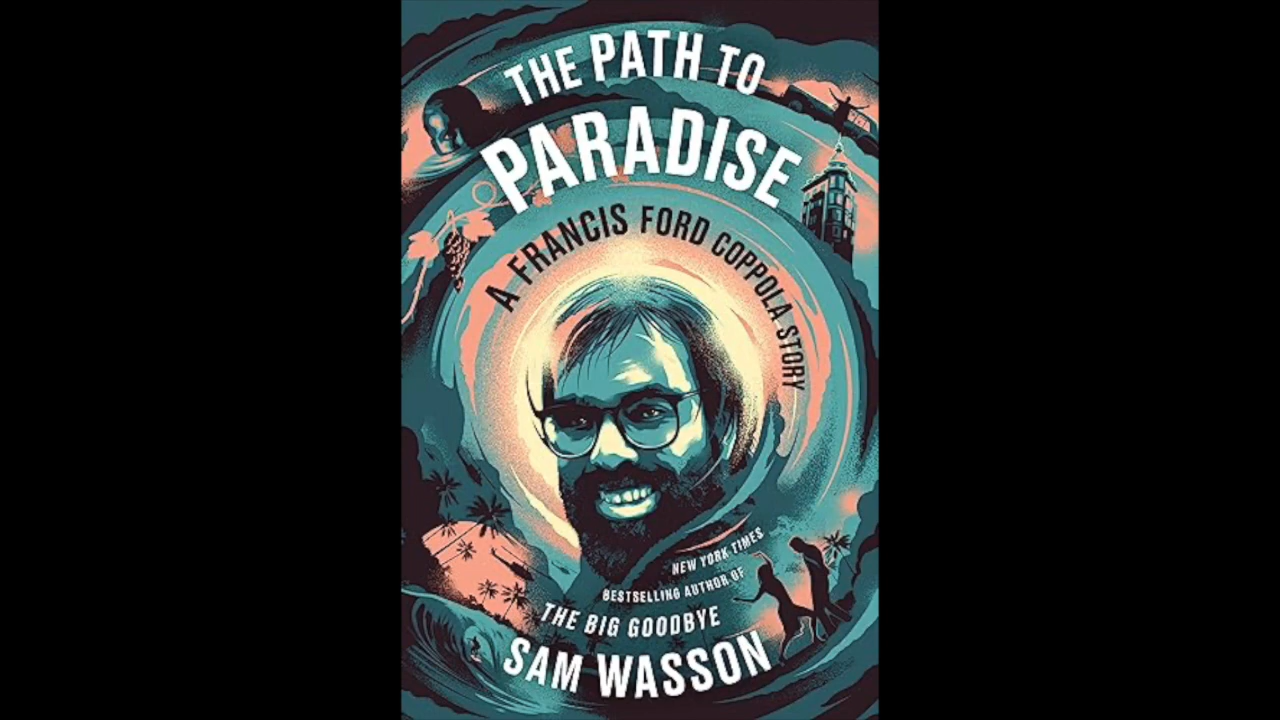 THE PATH TO
PARADISE
A FRANCIS FORD COPPOLA STORY
NEW YORK TIMES
BESTSELLING AUTHOR OF
THE BIG GOODBYE
SAM WASSON